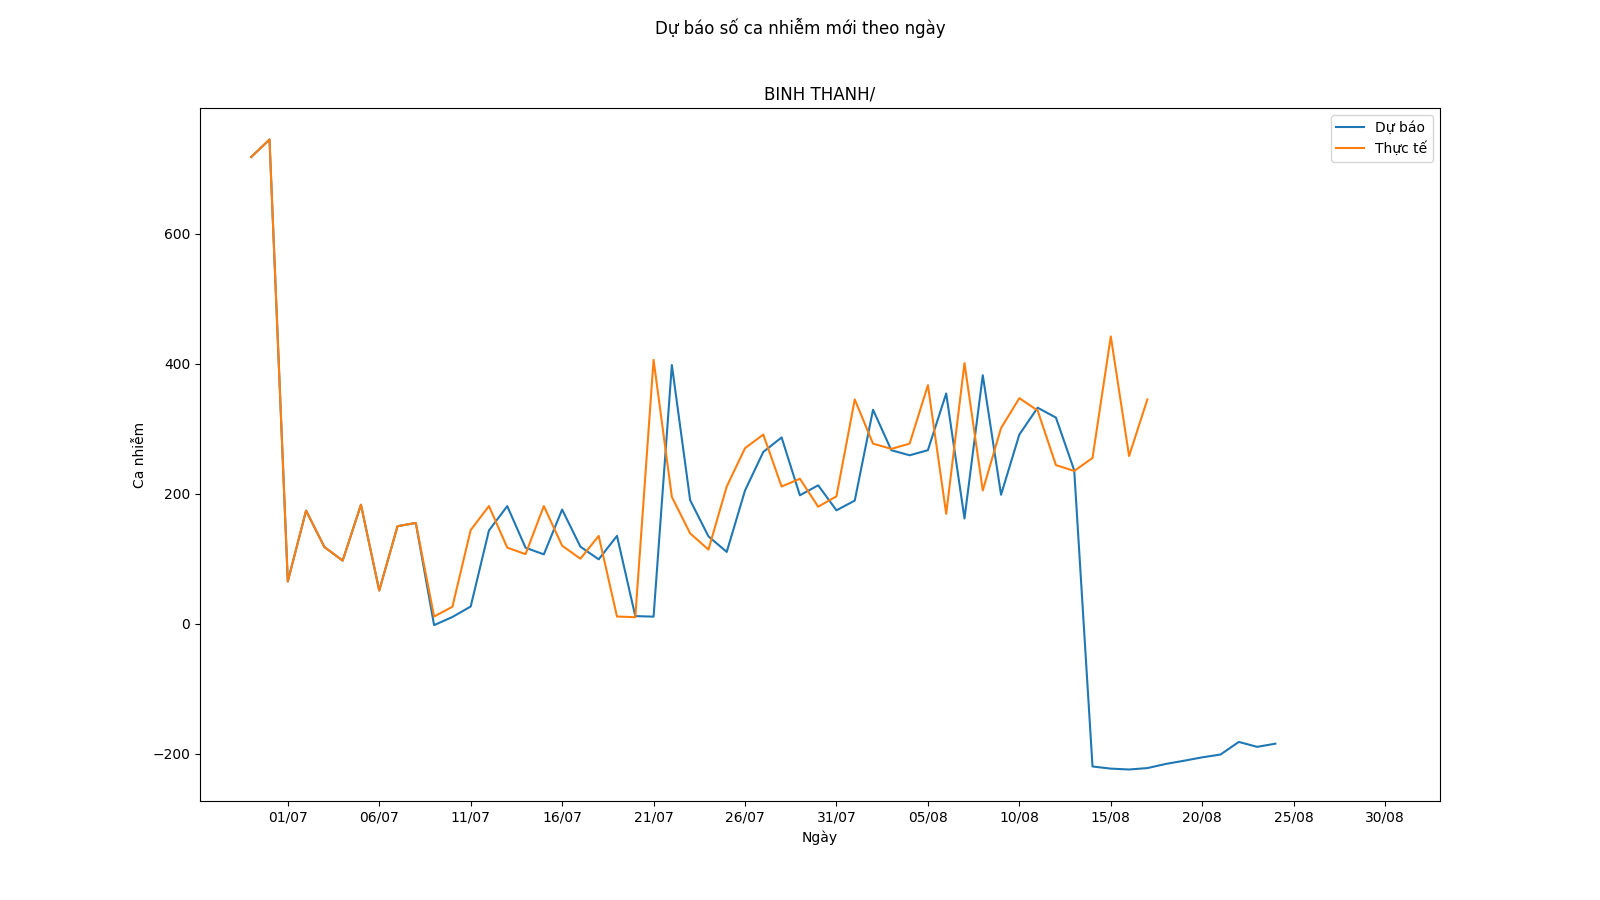 Dự báo số ca nhiễm mới theo ngày
BINH THANH/
Dự báo
Thực tế
600
400
200
0
−200
Ca nhiễm
01/07 06/07 11/07 16/07 21/07 26/07 31/07 05/08 10/08 15/08 20/08 25/08 30/08
Ngày